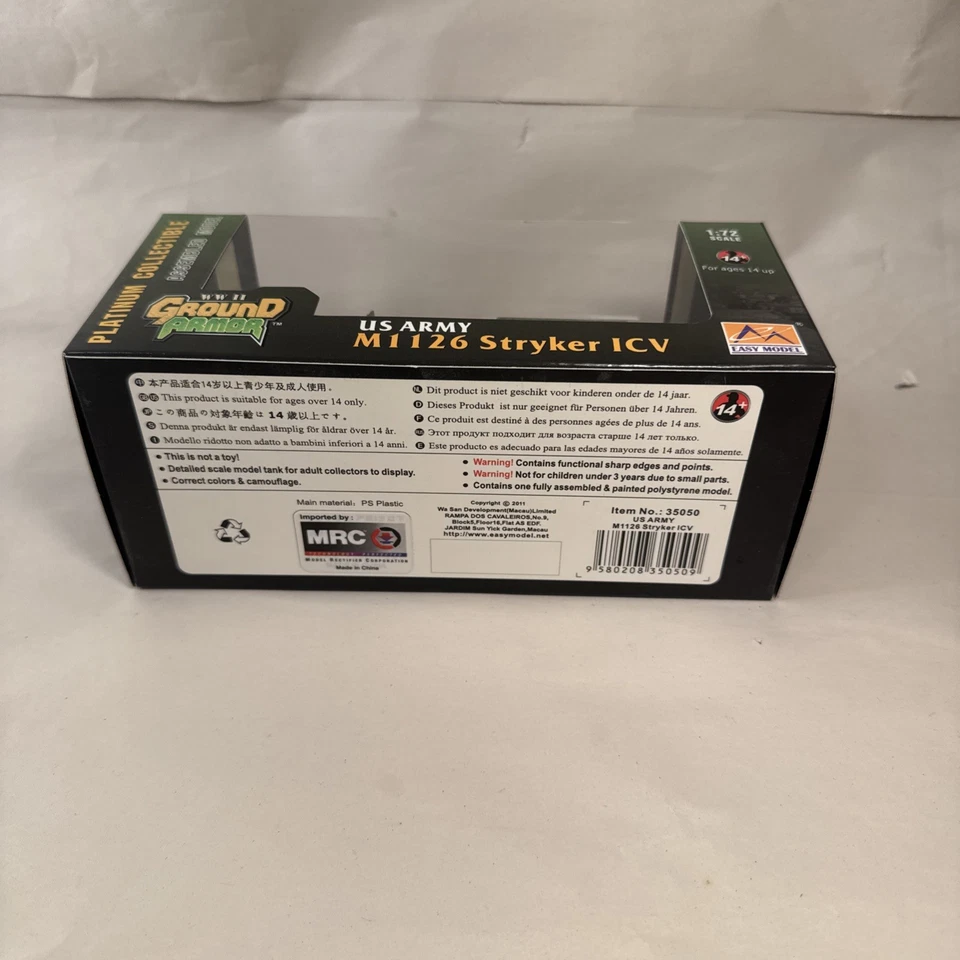 PLATINUM COLLECTIBLE
W.W. II
GROUND
ARMOR™
US ARMY
M1126 Stryker ICV
1:72
SCALE
14+
For ages 14 up
EASY MODEL®
本产品适合14岁以上青少年及成人使用。
This product is suitable for ages over 14 only.
この商品の対象年齢は 14 歳以上です。
Denna produkt är endast lämplig för åldrar över 14 år.
Modello ridotto non adatto a bambini inferiori a 14 anni.
Dit product is niet geschikt voor kinderen onder de 14 jaar.
Dieses Produkt ist nur geeignet für Personen über 14 Jahren.
Ce produit est destiné à des personnes agées de plus de 14 ans.
Этот продукт подходит для возраста старше 14 лет только.
Este producto es adecuado para las edades mayores de 14 años solamente.
14+
• This is not a toy!
• Detailed scale model tank for adult collectors to display.
• Correct colors & camouflage.
• Warning! Contains functional sharp edges and points.
• Warning! Not for children under 3 years due to small parts.
• Contains one fully assembled & painted polystyrene model.
Main material: PS Plastic
Imported by:
MRC
MODEL RECTIFIER CORPORATION
Made in China
Copyright © 2011
Wa San Development(Macau)Limited
RAMPA DOS CAVALEIROS,No.9,
Block5,Floor16,Flat A5 EDF.
JARDIM Sun Yick Garden,Macau
http://www.easymodel.net
Item No.: 35050
US ARMY
M1126 Stryker ICV
9 580208 350509